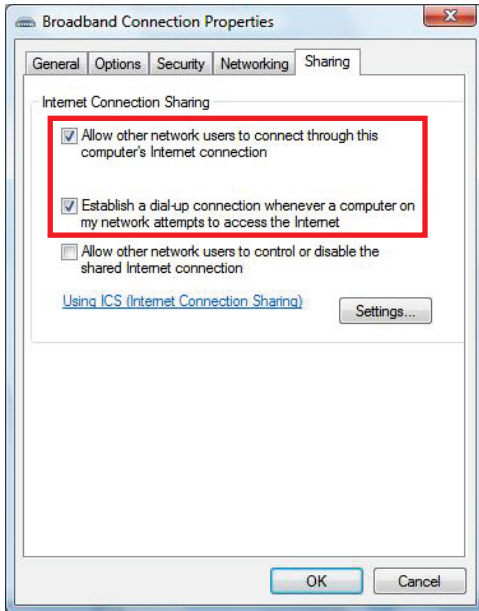 Broadband Connection Properties
General Options Security Networking Sharing
Internet Connection Sharing
Allow other network users to connect through this
computer's Internet connection
Establish a dial-up connection whenever a computer on
my network attempts to access the Internet
Allow other network users to control or disable the
shared Internet connection
Using ICS (Internet Connection Sharing)
Settings...
OK Cancel